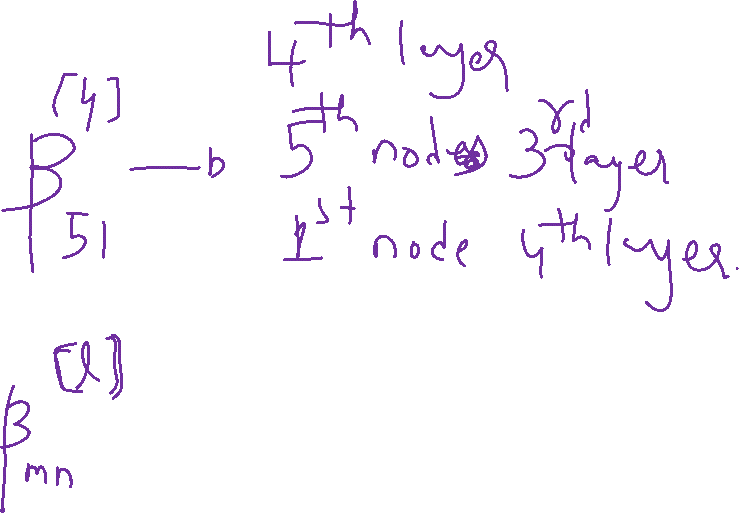 4th layer
β[4]51 → 5th node 3rd layer
1st node 4th layer.
β[l]mn